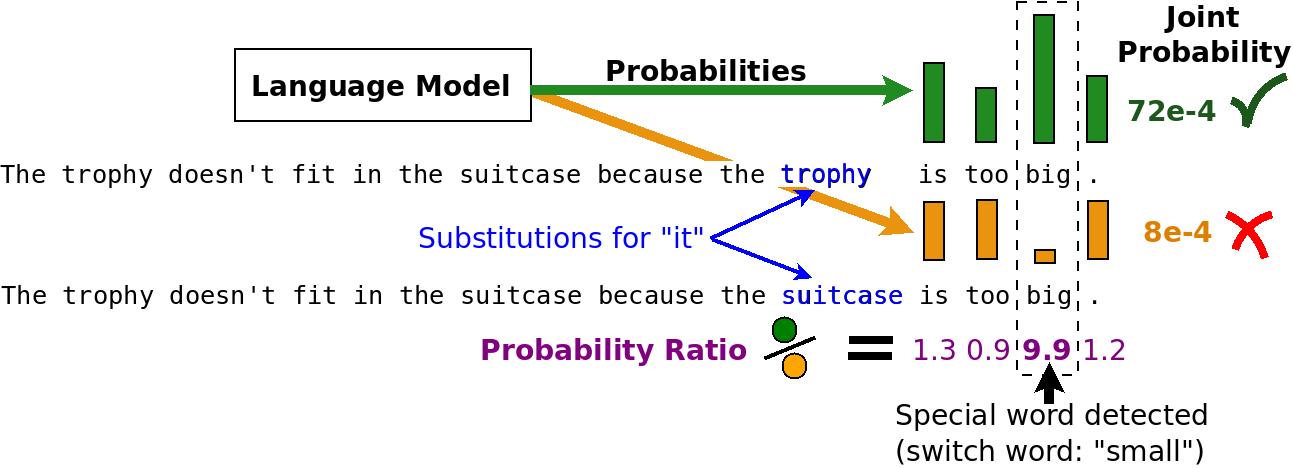 Joint
Probability
Language Model
Probabilities
72e-4
The trophy doesn't fit in the suitcase because the trophy is too big .
Substitutions for "it"
8e-4
The trophy doesn't fit in the suitcase because the suitcase is too big .
Probability Ratio = 1.3 0.9 9.9 1.2
Special word detected
(switch word: "small")